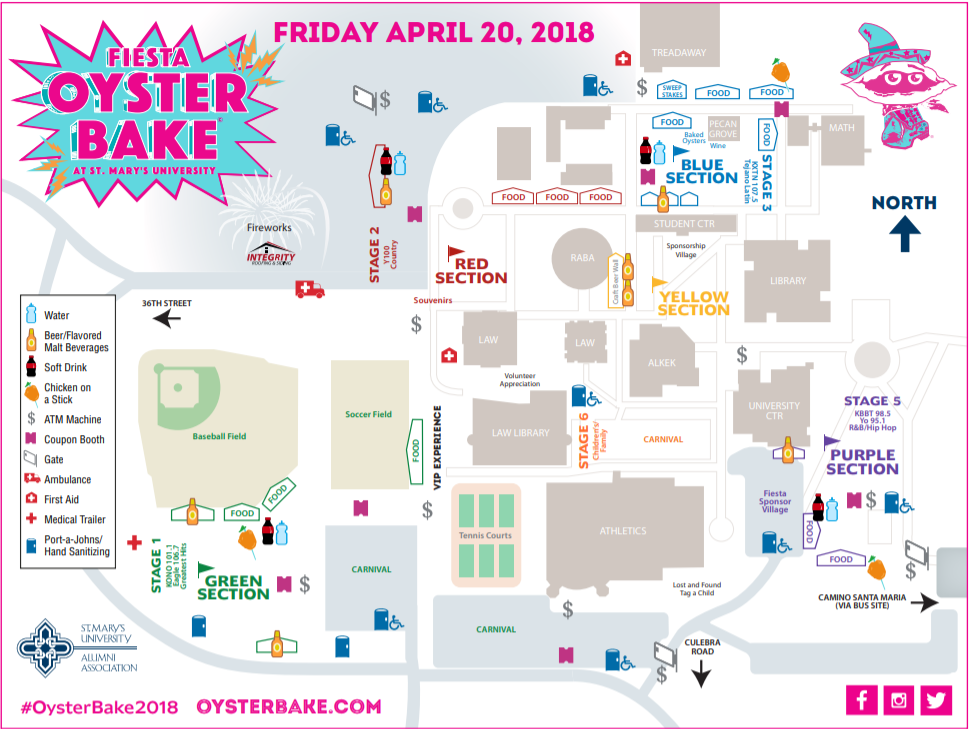 FIESTA
OYSTER
BAKE
AT ST. MARY'S UNIVERSITY
FRIDAY APRIL 20, 2018
TREADAWAY
$
$
SWEEP
STAKES
FOOD
FOOD
FOOD
PECAN
GROVE
FOOD
MATH
Baked
Oysters
Wine
BLUE
SECTION
STAGE 3
KXTN 107.5
Tejano Latin
NORTH
FOOD
FOOD
FOOD
STUDENT CTR
Sponsorship
Village
Fireworks
INTEGRITY
ROOFING & SIDING
STAGE 2
Y100
Country
RED
SECTION
RABA
Craft Beer Wall
YELLOW
SECTION
LIBRARY
Souvenirs
$
36TH STREET
Water
Beer/Flavored
Malt Beverages
Soft Drink
Chicken on
a Stick
$
ATM Machine
Coupon Booth
Gate
Ambulance
First Aid
Medical Trailer
Port-a-Johns/
Hand Sanitizing
LAW
LAW
ALKEK
$
Volunteer
Appreciation
Baseball Field
Soccer Field
FOOD
VIP EXPERIENCE
LAW LIBRARY
STAGE 6
Children's/
Family
CARNIVAL
UNIVERSITY
CTR
STAGE 5
KBBT 98.5
Yo 95.1
R&B/Hip Hop
PURPLE
SECTION
FOOD
FOOD
$
Tennis Courts
ATHLETICS
Fiesta
Sponsor
Village
FOOD
$
FOOD
$
STAGE 1
KONO 101.1
Eagle 106.7
Greatest Hits
GREEN
SECTION
$
CARNIVAL
Lost and Found
Tag a Child
CAMINO SANTA MARIA
(VIA BUS SITE)
$
CARNIVAL
CULEBRA
ROAD
$
ST. MARY'S
UNIVERSITY
ALUMNI
ASSOCIATION
#OysterBake2018
OYSTERBAKE.COM